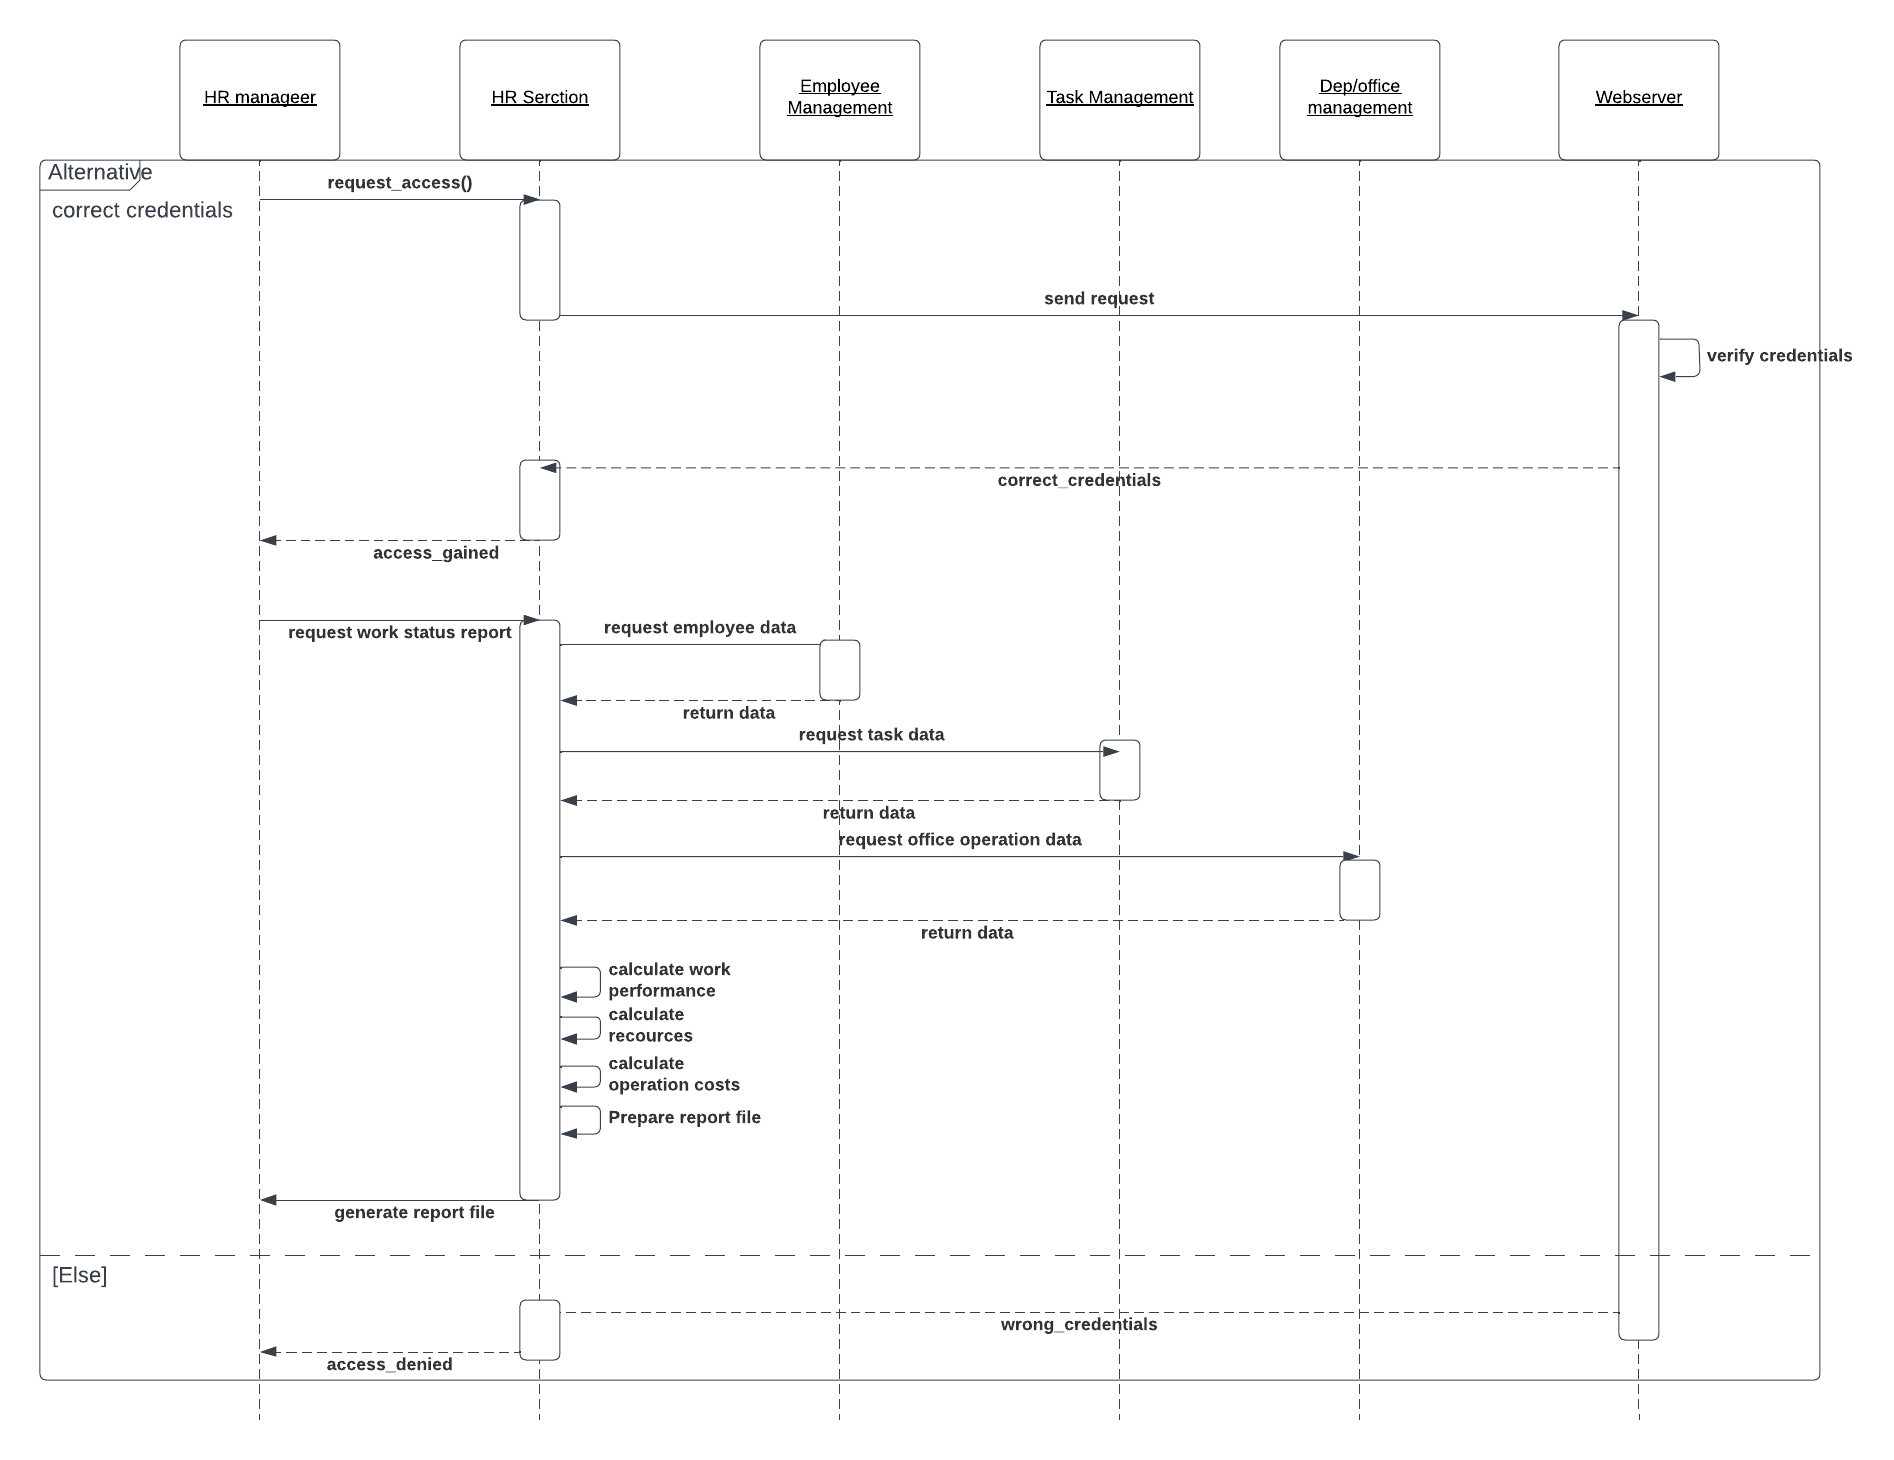 HR manageer
HR Serction
Employee
Management
Task Management
Dep/office
management
Webserver
Alternative
correct credentials
request_access()
send request
verify credentials
correct_credentials
access_gained
request work status report
request employee data
return data
request task data
return data
request office operation data
return data
calculate work
performance
calculate
recources
calculate
operation costs
Prepare report file
generate report file
[Else]
wrong_credentials
access_denied